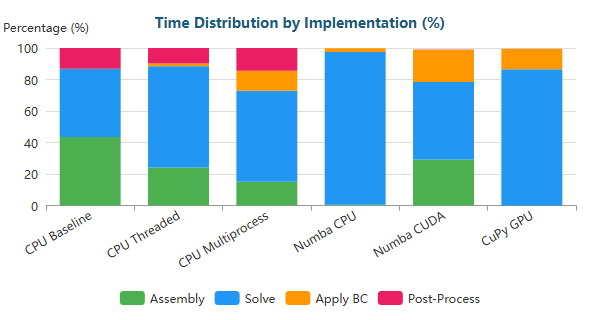 Time Distribution by Implementation (%)
Percentage (%)
100
80
60
40
20
0
CPU Baseline
CPU Threaded
CPU Multiprocess
Numba CPU
Numba CUDA
CuPy GPU
Assembly Solve Apply BC Post-Process